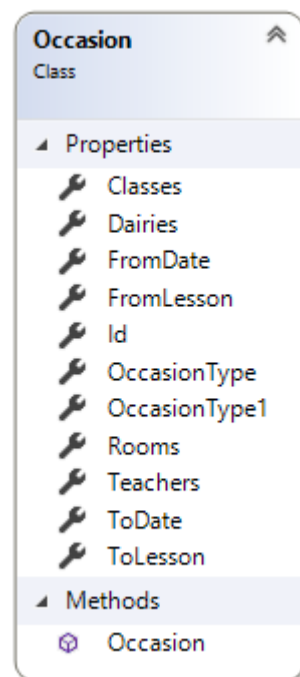 Occasion
Class
Properties
Classes
Dairies
FromDate
FromLesson
Id
OccasionType
OccasionType1
Rooms
Teachers
ToDate
ToLesson
Methods
Occasion